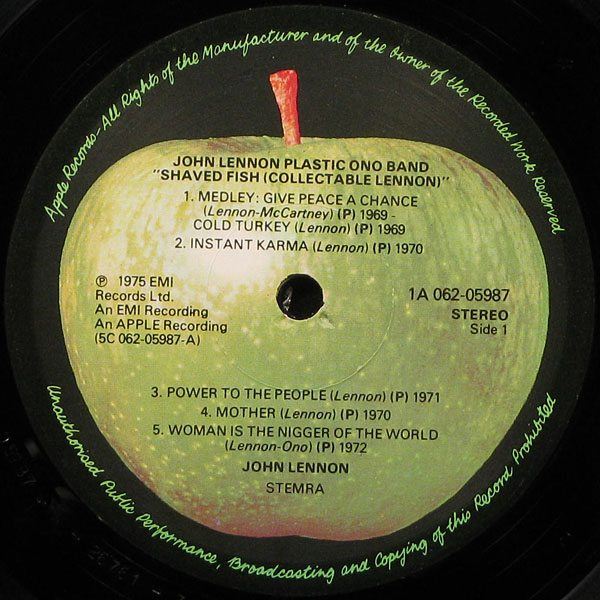 Apple Records-All Rights of the Manufacturer and of the Owner of the Recorded Work Reserved
JOHN LENNON PLASTIC ONO BAND
"SHAVED FISH (COLLECTABLE LENNON)"
1. MEDLEY: GIVE PEACE A CHANCE
(Lennon-McCartney) (P) 1969 -
COLD TURKEY (Lennon) (P) 1969
2. INSTANT KARMA (Lennon) (P) 1970
℗ 1975 EMI
Records Ltd.
An EMI Recording
An APPLE Recording
(5C 062-05987-A)
1A 062-05987
STEREO
Side 1
3. POWER TO THE PEOPLE (Lennon) (P) 1971
4. MOTHER (Lennon) (P) 1970
5. WOMAN IS THE NIGGER OF THE WORLD
(Lennon-Ono) (P) 1972
JOHN LENNON
STEMRA
Unauthorised Public Performance, Broadcasting and Copying of this Record Prohibited